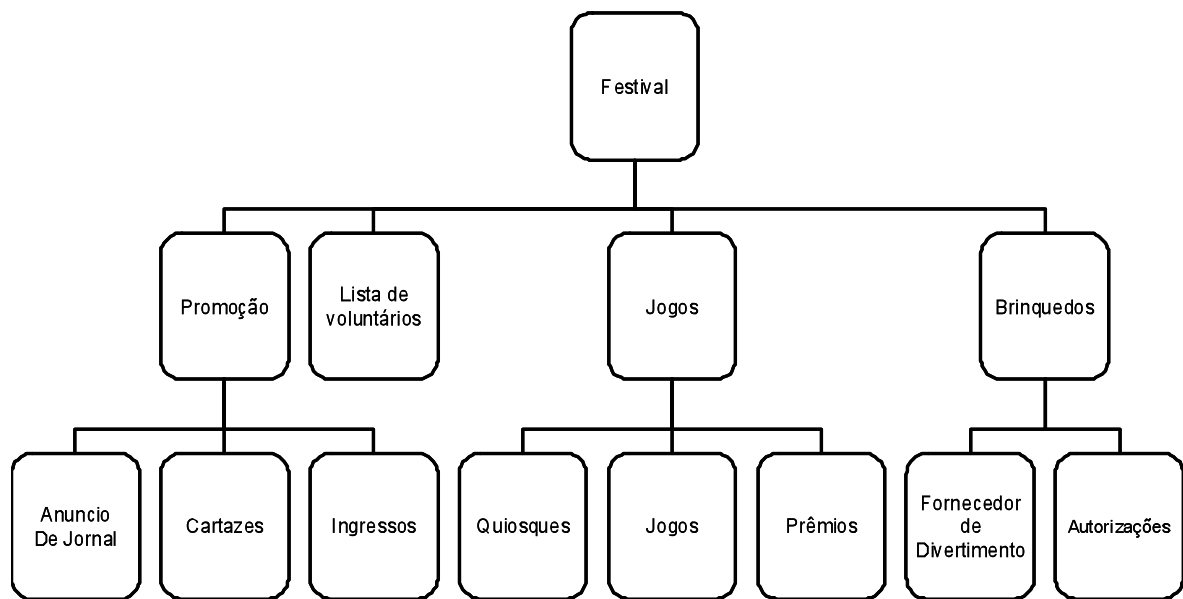 Festival
Promoção
Lista de
voluntários
Jogos
Brinquedos
Anuncio
De Jornal
Cartazes
Ingressos
Quiosques
Jogos
Prêmios
Fornecedor
de
Divertimento
Autorizações